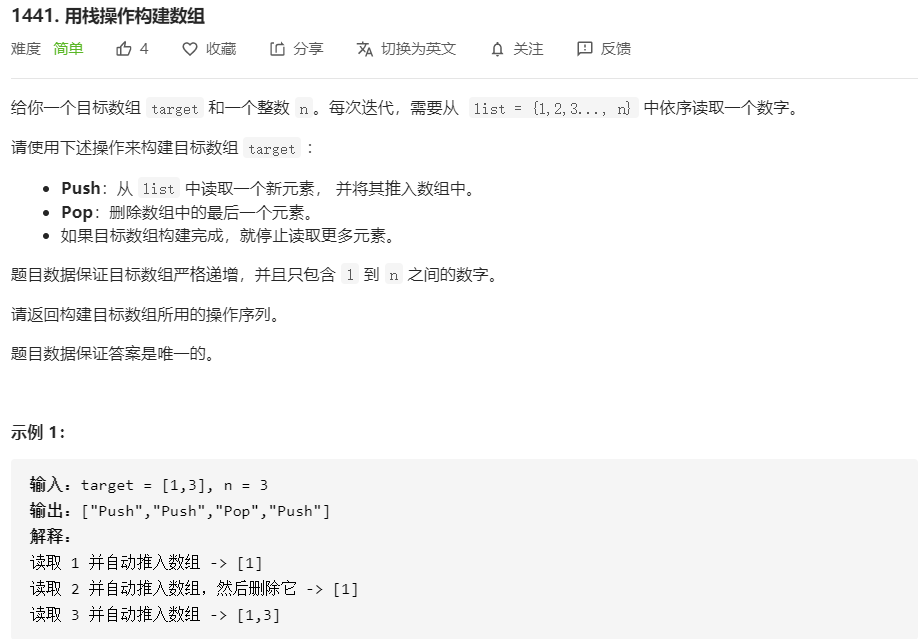 1441. 用栈操作构建数组
难度 简单 4 收藏 分享 切换为英文 关注 反馈
给你一个目标数组 target 和一个整数 n。每次迭代，需要从 list = {1,2,3..., n} 中依序读取一个数字。
请使用下述操作来构建目标数组 target ：
• Push：从 list 中读取一个新元素， 并将其推入数组中。
• Pop：删除数组中的最后一个元素。
• 如果目标数组构建完成，就停止读取更多元素。
题目数据保证目标数组严格递增，并且只包含 1 到 n 之间的数字。
请返回构建目标数组所用的操作序列。
题目数据保证答案是唯一的。
示例 1：
输入：target = [1,3], n = 3
输出：["Push","Push","Pop","Push"]
解释：
读取 1 并自动推入数组 -> [1]
读取 2 并自动推入数组，然后删除它 -> [1]
读取 3 并自动推入数组 -> [1,3]